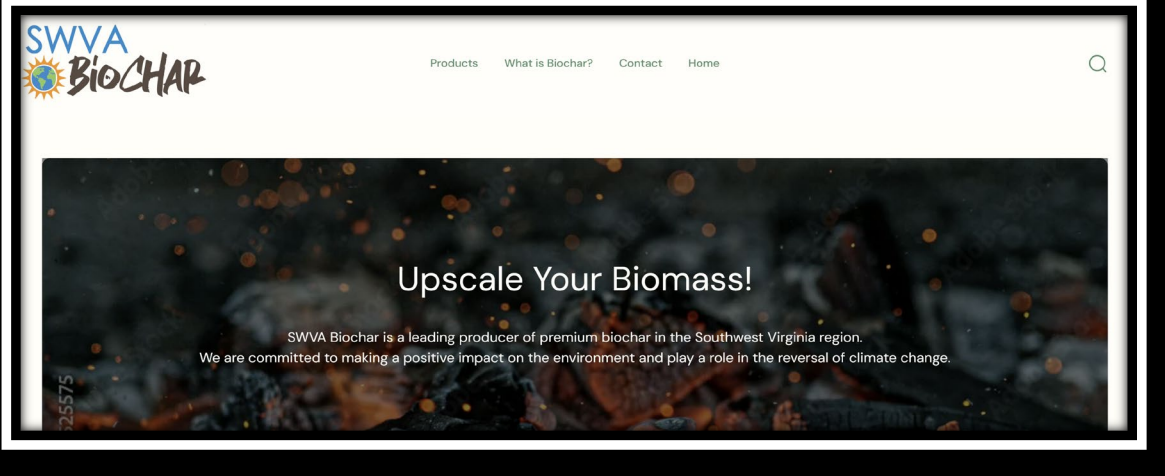 SWVA
BioCHAR
Products
What is Biochar?
Contact
Home
Upscale Your Biomass!
SWVA Biochar is a leading producer of premium biochar in the Southwest Virginia region.
We are committed to making a positive impact on the environment and play a role in the reversal of climate change.